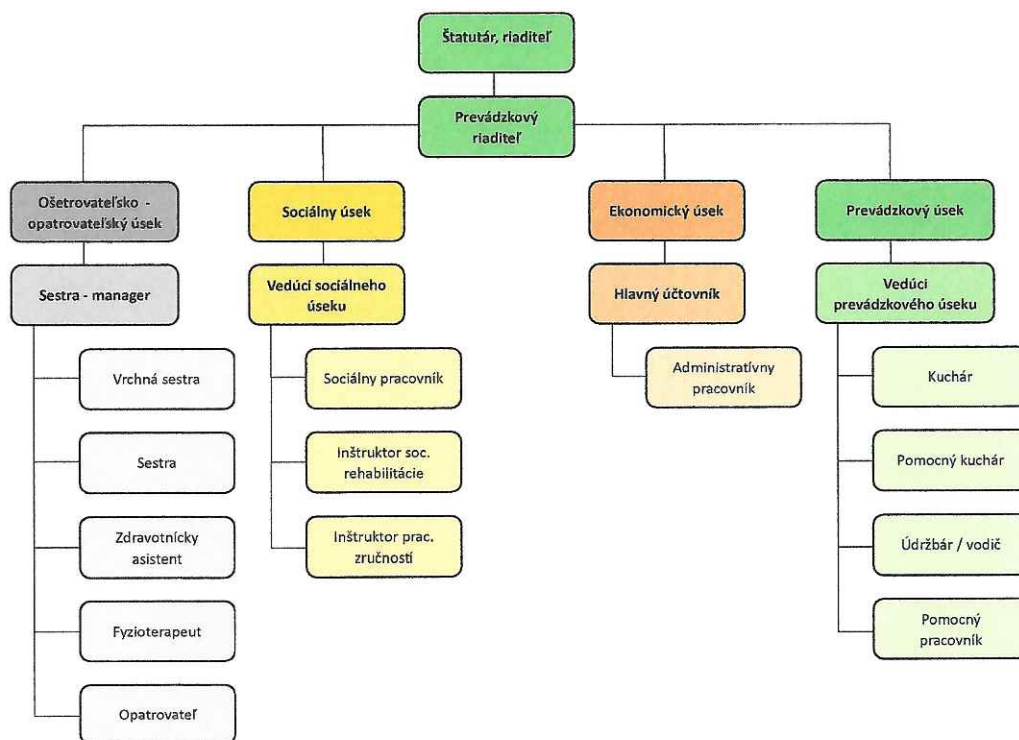 Štatutár, riaditeľ
Prevádzkový
riaditeľ
Ošetrovateľsko -
opatrovateľský úsek
Sociálny úsek
Ekonomický úsek
Prevádzkový úsek
Sestra - manager
Vedúci sociálneho
úseku
Hlavný účtovník
Vedúci
prevádzkového úseku
Vrchná sestra
Sestra
Zdravotnícky
asistent
Fyzioterapeut
Opatrovateľ
Sociálny pracovník
Inštruktor soc.
rehabilitácie
Inštruktor prac.
zručností
Administratívny
pracovník
Kuchár
Pomocný kuchár
Údržbár / vodič
Pomocný
pracovník